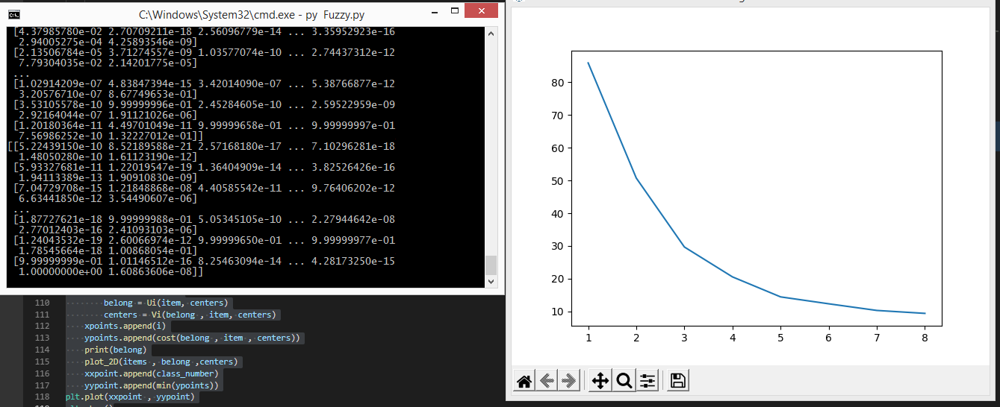 C:\Windows\System32\cmd.exe - py  Fuzzy.py
[4.37985780e-02 2.70709211e-18 2.56096779e-14 ... 3.35952923e-16
2.94005275e-04 4.25893546e-09]
[2.13506784e-05 3.71274557e-09 1.03577074e-10 ... 2.74437312e-12
7.79304035e-02 2.14201775e-05]
...
[1.02914209e-07 4.83847394e-15 3.42014090e-07 ... 5.38766877e-12
3.20576710e-07 8.67749653e-01]
[3.53105578e-10 9.99999996e-01 2.45284605e-10 ... 2.59522959e-09
2.92164044e-07 1.91121026e-06]
[1.20180364e-11 4.49701049e-11 9.99999658e-01 ... 9.99999997e-01
7.56986252e-10 1.32227012e-01]]
[[5.22439150e-10 8.52189588e-21 2.57168180e-17 ... 7.10296281e-18
1.48050280e-10 1.61123190e-12]
[5.93327681e-11 1.22019547e-19 1.36404909e-14 ... 3.82526426e-16
1.94113389e-13 1.90910830e-09]
[7.04729708e-15 1.21848868e-08 4.40585542e-11 ... 9.76406202e-12
6.63441850e-12 3.54490607e-06]
...
[1.87727621e-18 9.99999988e-01 5.05345105e-10 ... 2.27944642e-08
2.77012403e-16 2.41093103e-06]
[1.24043532e-19 2.60066974e-12 9.99999650e-01 ... 9.99999977e-01
1.78545664e-18 1.00868054e-01]
[9.99999999e-01 1.01146512e-16 8.25463094e-14 ... 4.28173250e-15
1.00000000e+00 1.60863606e-08]]
110 belong = Ui(item, centers)
111 centers = Vi(belong , item, centers)
112 xpoints.append(i)
113 ypoints.append(cost(belong , item , centers))
114 print(belong)
115 plot_2D(items , belong ,centers)
116 xxpoint.append(class_number)
117 yypoint.append(min(ypoints))
118 plt.plot(xxpoint , yypoint)
80
70
60
50
40
30
20
10
1 2 3 4 5 6 7 8